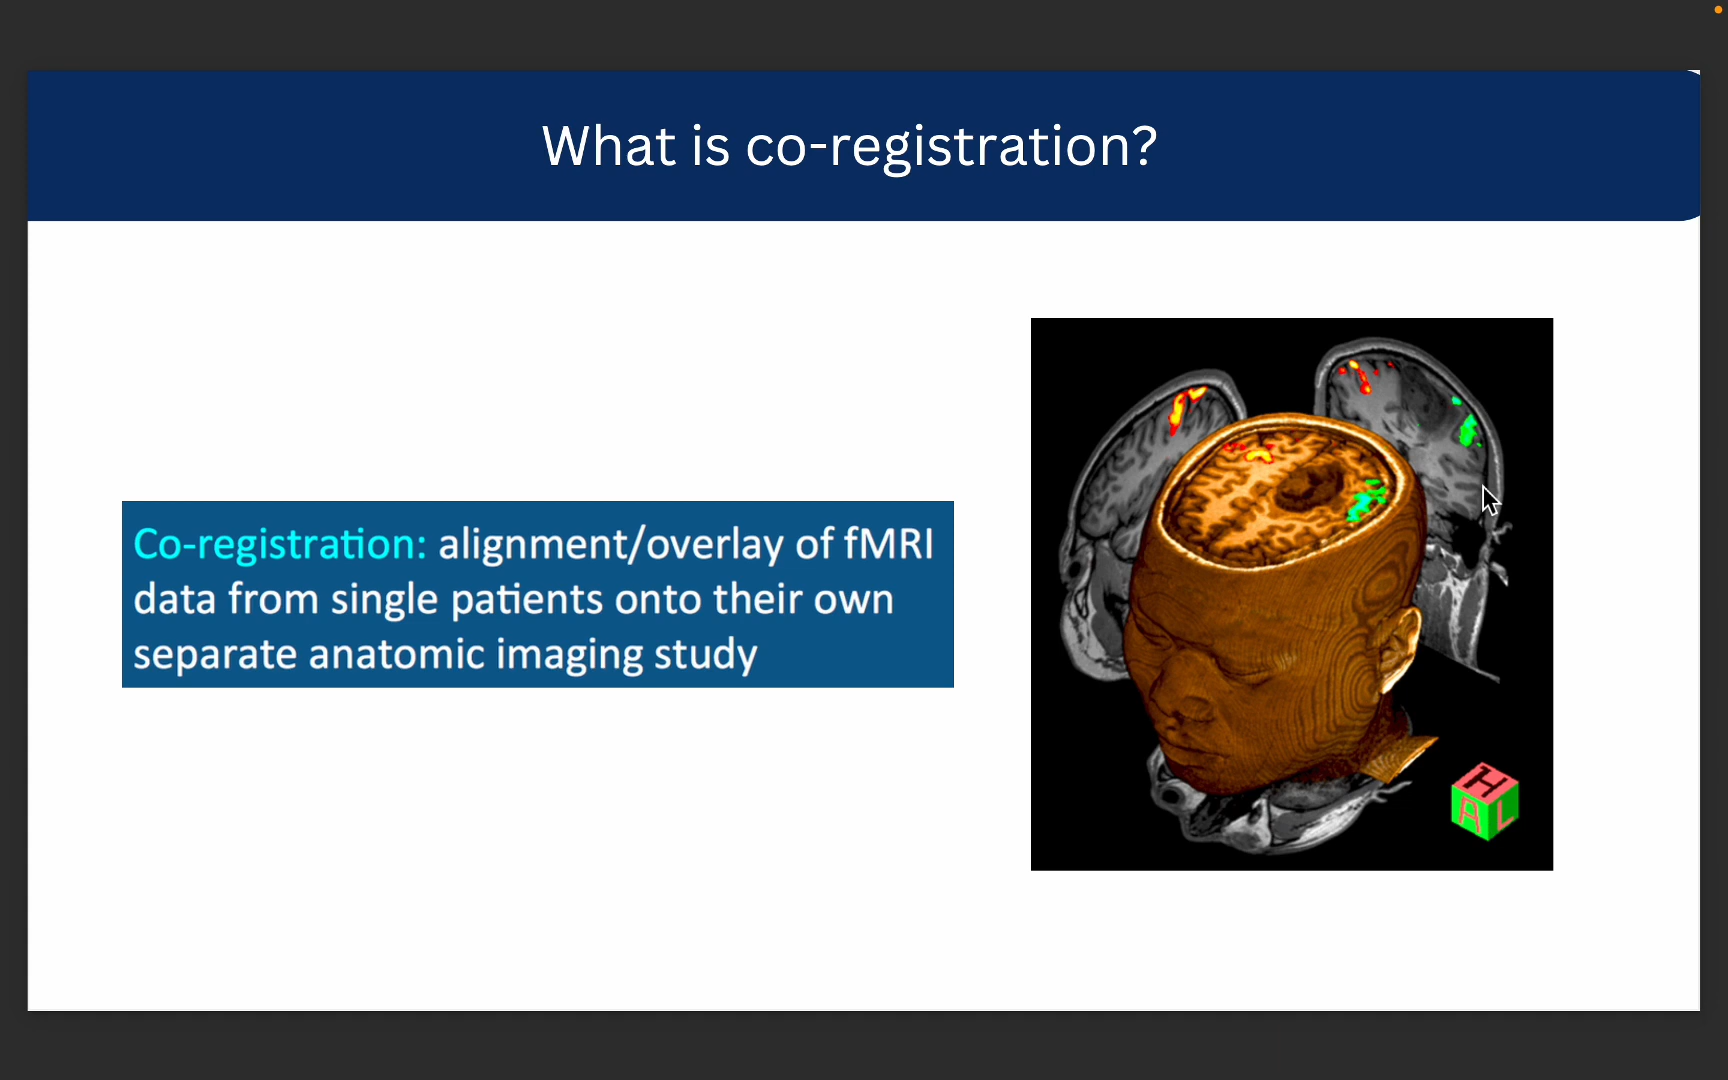 What is co-registration?
Co-registration: alignment/overlay of fMRI
data from single patients onto their own
separate anatomic imaging study
H
A L